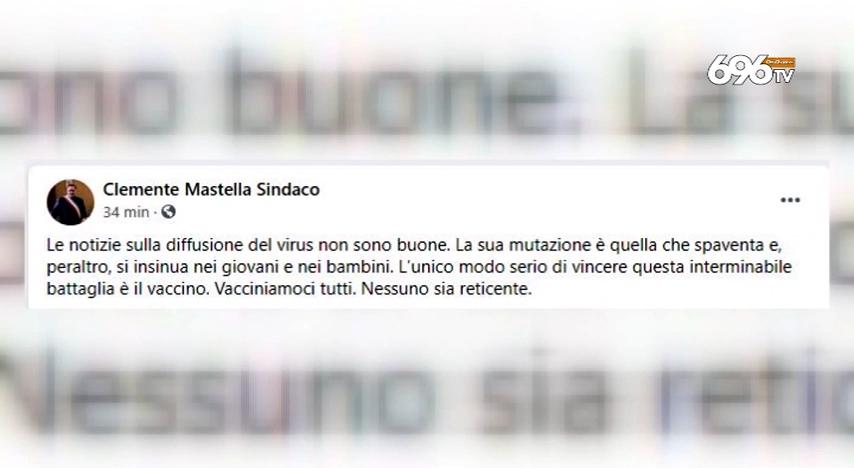 ono buone. La su
696 TV
Clemente Mastella Sindaco
34 min ·
Le notizie sulla diffusione del virus non sono buone. La sua mutazione è quella che spaventa e,
peraltro, si insinua nei giovani e nei bambini. L'unico modo serio di vincere questa interminabile
battaglia è il vaccino. Vacciniamoci tutti. Nessuno sia reticente.
Nessuno sia retic